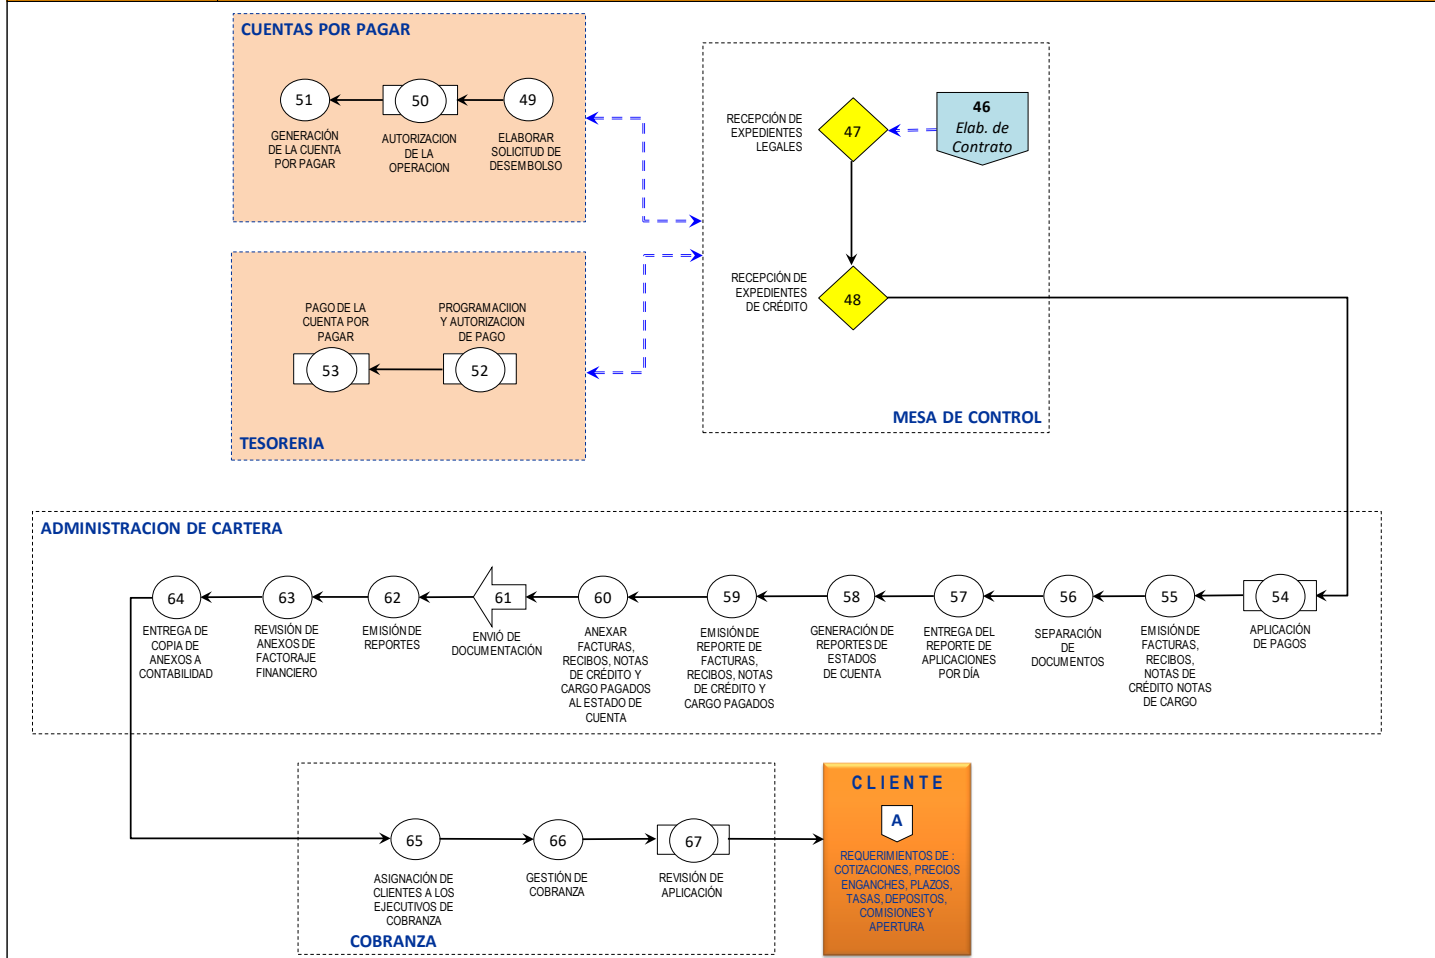 CUENTAS POR PAGAR
51
50
49
GENERACIÓN
DE LA CUENTA
POR PAGAR
AUTORIZACION
DE LA
OPERACION
ELABORAR
SOLICITUD DE
DESEMBOLSO
RECEPCIÓN DE
EXPEDIENTES
LEGALES
47
46
Elab. de
Contrato
RECEPCIÓN DE
EXPEDIENTES
DE CRÉDITO
48
MESA DE CONTROL
PAGO DE LA
CUENTA POR
PAGAR
PROGRAMACIION
Y AUTORIZACION
DE PAGO
53
52
TESORERIA
ADMINISTRACION DE CARTERA
64
63
62
61
60
59
58
57
56
55
54
ENTREGA DE
COPIA DE
ANEXOS A
CONTABILIDAD
REVISIÓN DE
ANEXOS DE
FACTORAJE
FINANCIERO
EMISIÓN DE
REPORTES
ENVIÓ DE
DOCUMENTACIÓN
ANEXAR
FACTURAS,
RECIBOS, NOTAS
DE CRÉDITO Y
CARGO PAGADOS
AL ESTADO DE
CUENTA
EMISIÓN DE
REPORTE DE
FACTURAS,
RECIBOS, NOTAS
DE CRÉDITO Y
CARGO PAGADOS
GENERACIÓN DE
REPORTES DE
ESTADOS
DE CUENTA
ENTREGA DEL
REPORTE DE
APLICACIONES
POR DÍA
SEPARACIÓN
DE
DOCUMENTOS
EMISIÓN DE
FACTURAS,
RECIBOS,
NOTAS DE
CRÉDITO NOTAS
DE CARGO
APLICACIÓN
DE PAGOS
65
66
67
ASIGNACIÓN DE
CLIENTES A LOS
EJECUTIVOS DE
COBRANZA
GESTIÓN DE
COBRANZA
REVISIÓN DE
APLICACIÓN
COBRANZA
CLIENTE
A
REQUERIMIENTOS DE :
COTIZACIONES, PRECIOS
ENGANCHES, PLAZOS,
TASAS, DEPOSITOS,
COMISIONES Y
APERTURA